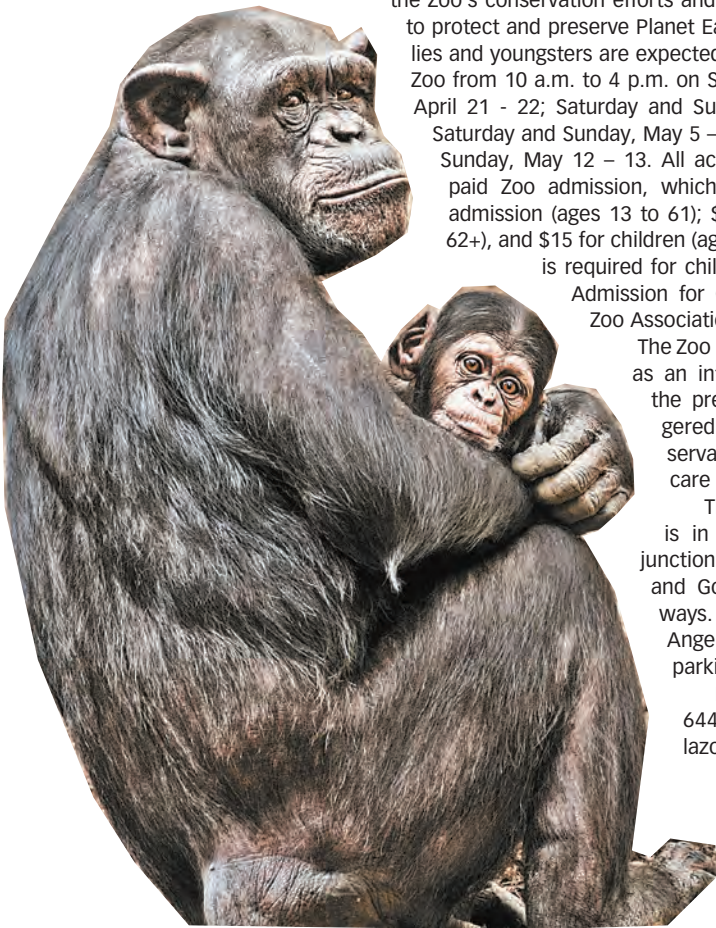 the Zoo's conservation efforts and
to protect and preserve Planet Ea
lies and youngsters are expected
Zoo from 10 a.m. to 4 p.m. on S
April 21 - 22; Saturday and Su
Saturday and Sunday, May 5 –
Sunday, May 12 – 13. All ac
paid Zoo admission, which
admission (ages 13 to 61); $
62+), and $15 for children (ag
is required for chil
Admission for
Zoo Associatio
The Zoo
as an in
the pre
gered
serva
care
T
is in
junction
and Go
ways.
Ange
parki
644
lazo